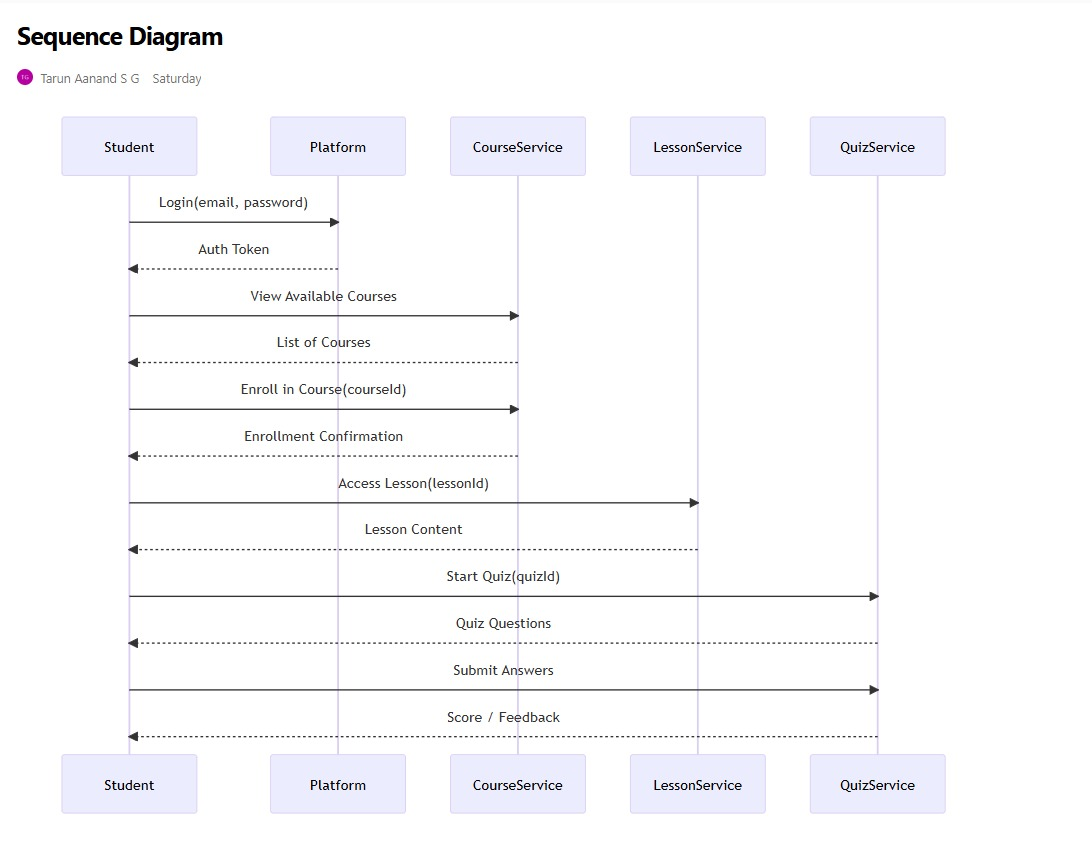 Sequence Diagram
TG Tarun Aanand S G Saturday
Student Platform CourseService LessonService QuizService
Login(email, password)
Auth Token
View Available Courses
List of Courses
Enroll in Course(courseId)
Enrollment Confirmation
Access Lesson(lessonId)
Lesson Content
Start Quiz(quizId)
Quiz Questions
Submit Answers
Score / Feedback
Student Platform CourseService LessonService QuizService